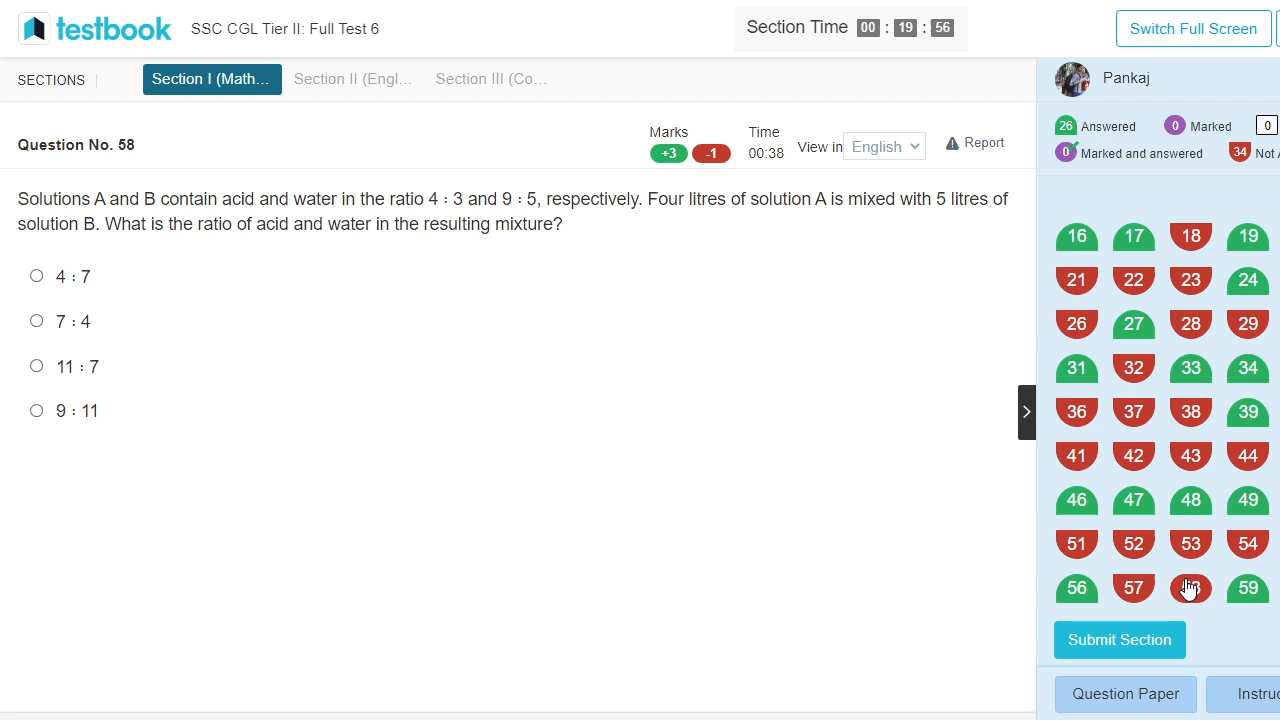 testbook
SSC CGL Tier II: Full Test 6
Section Time 00 : 19 : 56
Switch Full Screen
SECTIONS
Section I (Math...
Section II (Engl...
Section III (Co...
Pankaj
26 Answered
0 Marked
0
0 Marked and answered
34 Not
Question No. 58
Marks
+3 -1
Time
00:38
View in English
Report
Solutions A and B contain acid and water in the ratio 4 : 3 and 9 : 5, respectively. Four litres of solution A is mixed with 5 litres of
solution B. What is the ratio of acid and water in the resulting mixture?
4 : 7
7 : 4
11 : 7
9 : 11
16 17 18 19
21 22 23 24
26 27 28 29
31 32 33 34
36 37 38 39
41 42 43 44
46 47 48 49
51 52 53 54
56 57 59
Submit Section
Question Paper
Instruc